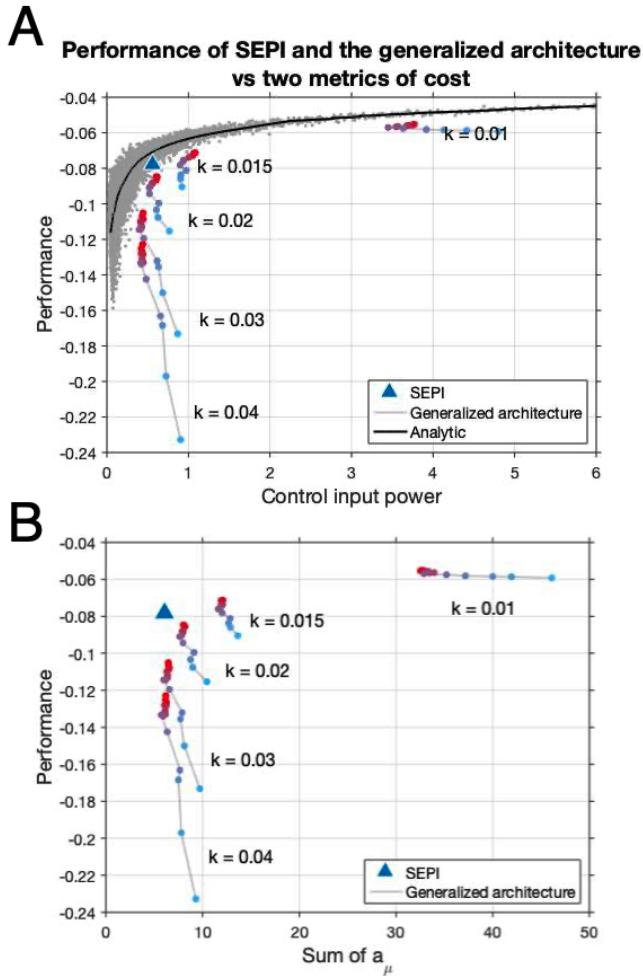 A
Performance of SEPI and the generalized architecture
vs two metrics of cost
-0.04
-0.06
-0.08
-0.1
-0.12
-0.14
-0.16
-0.18
-0.2
-0.22
-0.24
Performance
k = 0.01
k = 0.015
k = 0.02
k = 0.03
k = 0.04
SEPI
Generalized architecture
Analytic
0 1 2 3 4 5 6
Control input power
B
-0.04
-0.06
-0.08
-0.1
-0.12
-0.14
-0.16
-0.18
-0.2
-0.22
-0.24
Performance
k = 0.01
k = 0.015
k = 0.02
k = 0.03
k = 0.04
SEPI
Generalized architecture
0 10 20 30 40 50
Sum of a_μ